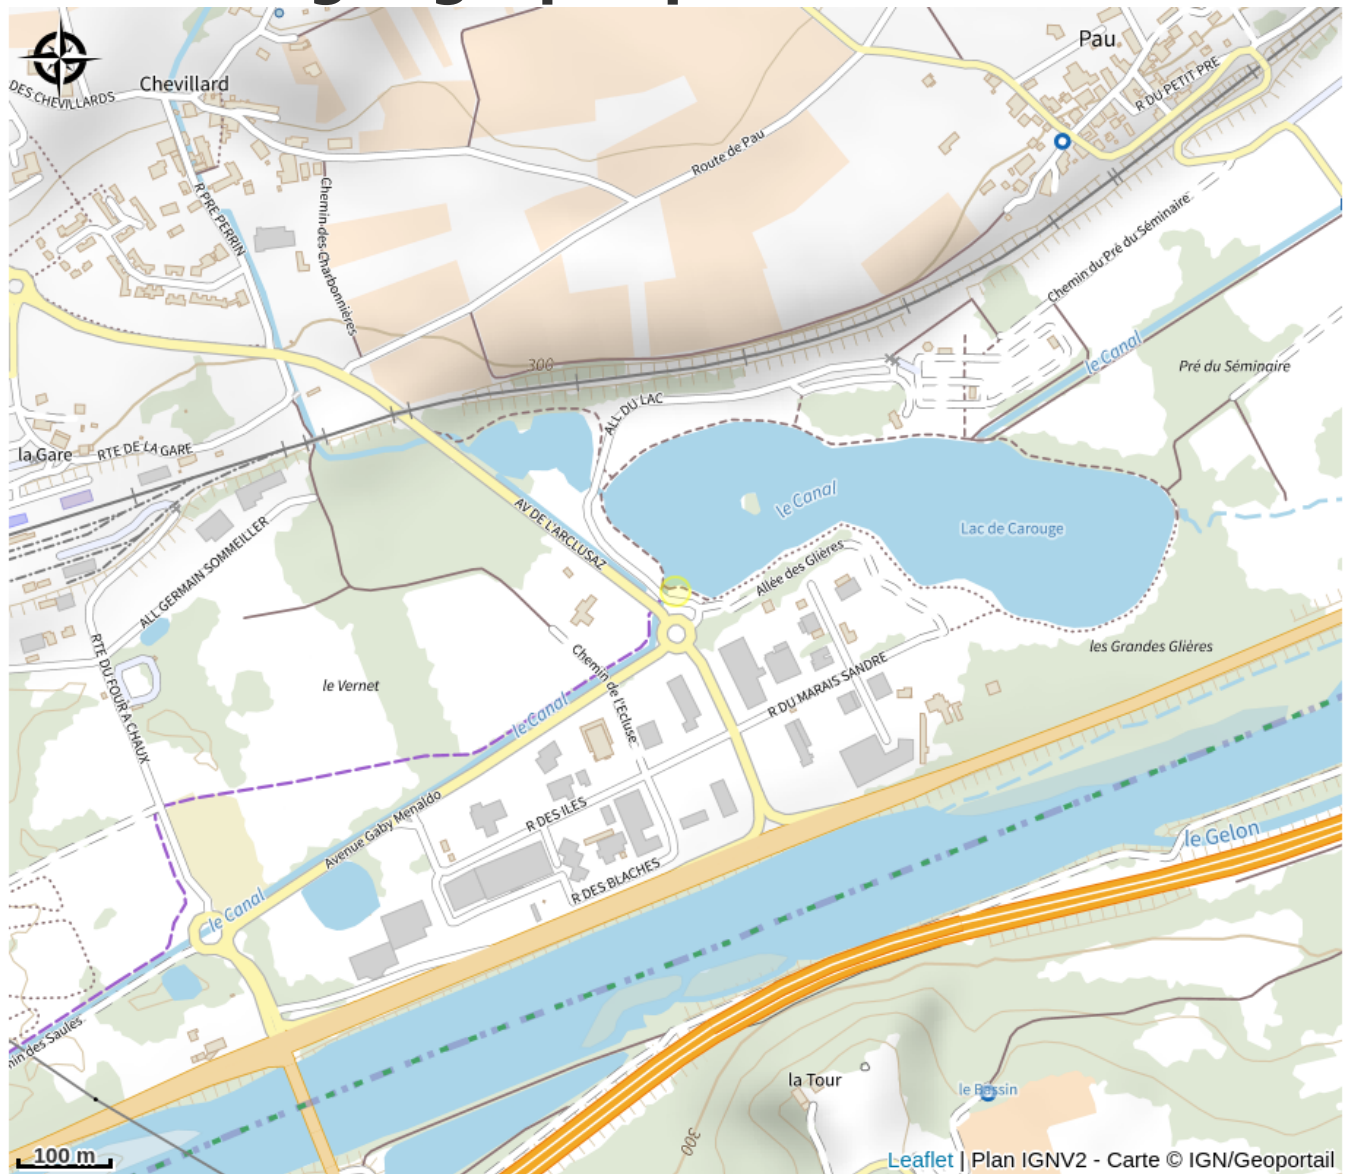 Pau
Chevillard
DES CHEVILLARDS
R DU PETIT PRE
Route de Pau
R PRE PERRIN
Chemin des Charbonnières
Chemin du Pré du Séminaire
le Canal
300
Pré du Séminaire
ALL DU LAC
la Gare
RTE DE LA GARE
le Canal
AV DE L'ARCLUSAZ
Lac de Carouge
ALL GERMAIN SOMMEILLER
Allée des Glières
RTE DU FOUR A CHAUX
les Grandes Glières
Chemin de l'Ecluse
R DU MARAIS SANDRE
le Vernet
le Canal
R DES ILES
Avenue Gaby Menaldo
le Gelon
R DES BLACHES
le Canal
min des Saules
la Tour
le Bassin
300
100 m
Leaflet | Plan IGNV2 - Carte © IGN/Geoportail